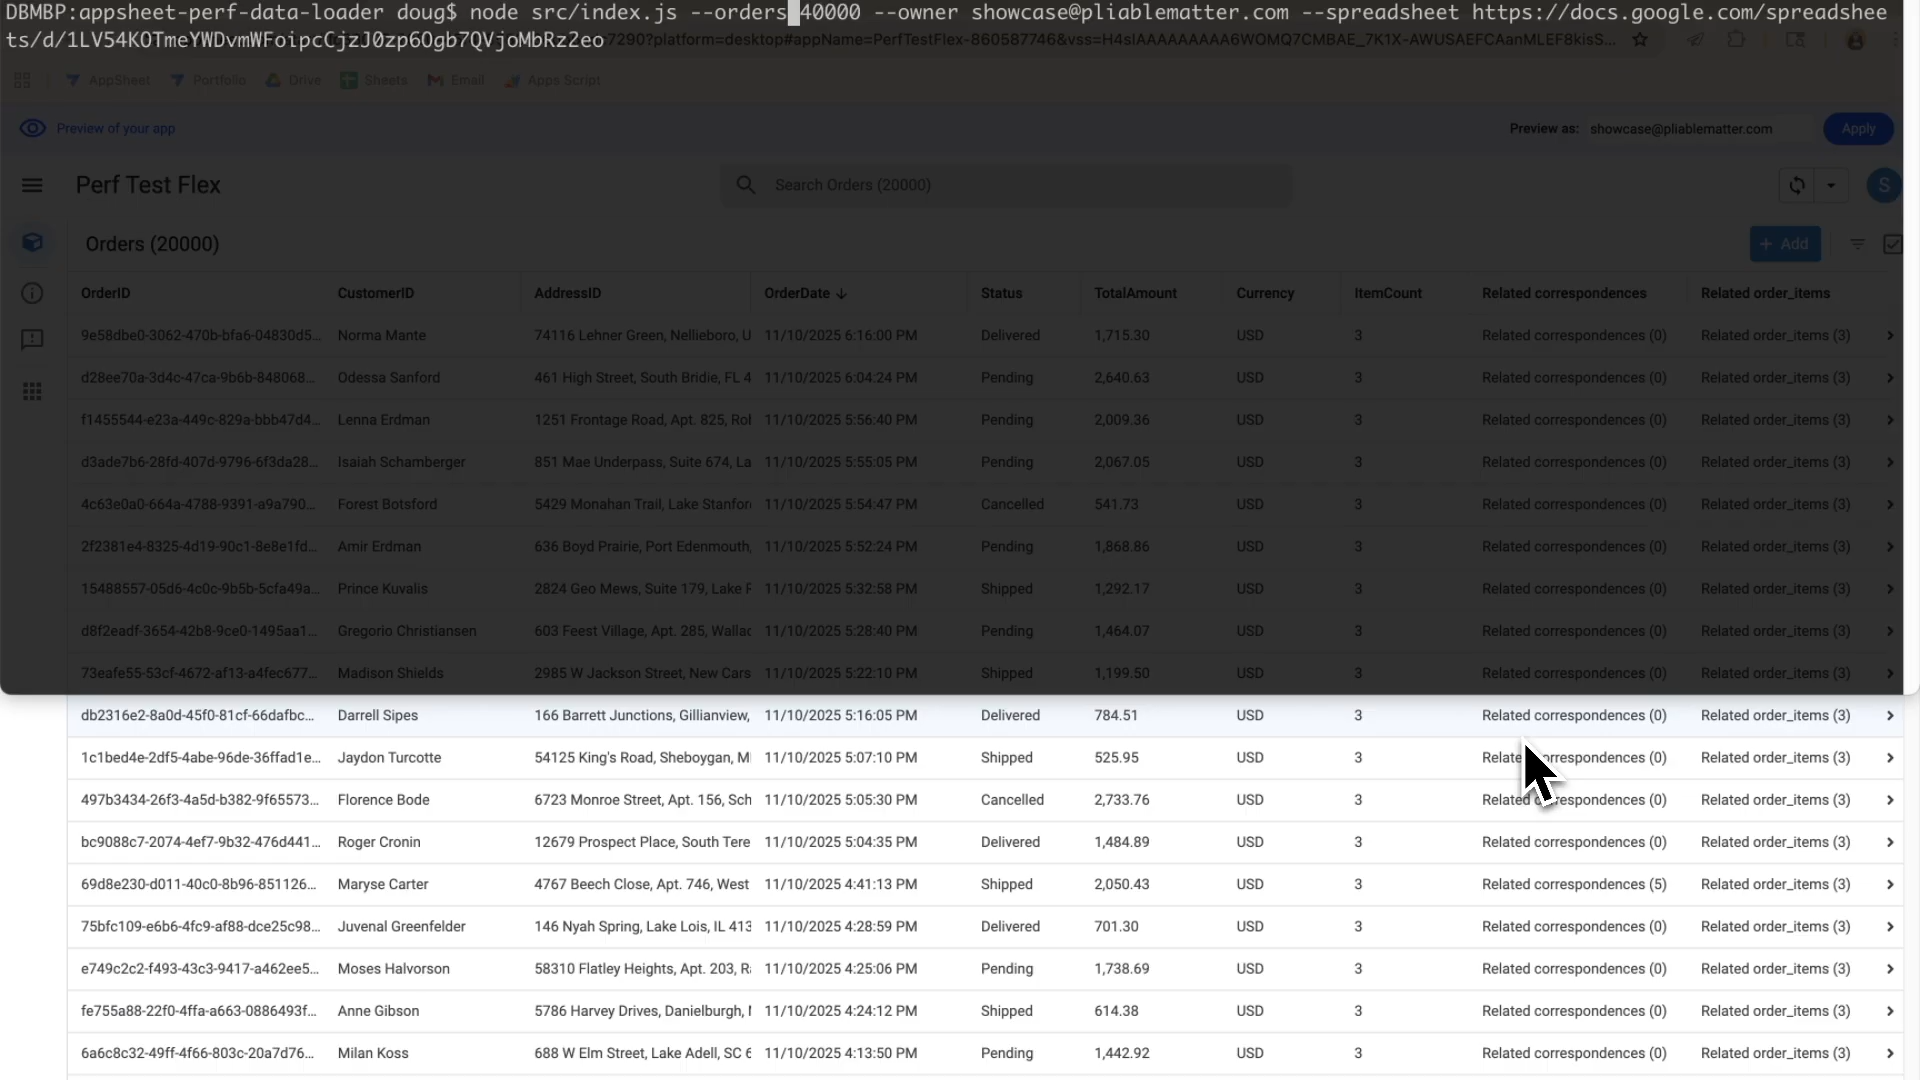 DBMBP:appsheet-perf-data-loader doug$ node src/index.js --orders 40000 --owner showcase@pliablematter.com --spreadsheet https://docs.google.com/spreadshee
ts/d/1LV54KOTmeYWDvmWFoipcCjzlJ0zp6Ogb7QVjoMbRz2eo
7290?platform=desktop#appName=PerfTestFlex-860587746&vss=H4sIAAAAAAAA6WOMQ7CMBAE_7K1X-AWUSAEFCAanMLEF8kisS...
AppSheet Portfolio Drive Sheets Email Apps Script
Preview of your app Preview as: showcase@pliablematter.com Apply
Perf Test Flex Search Orders (20000) S
Orders (20000) + Add
OrderID CustomerID AddressID OrderDate Status TotalAmount Currency ItemCount Related correspondences Related order_items
9e58dbe0-3062-470b-bfa6-04830d5... Norma Mante 74116 Lehner Green, Nellieboro, U 11/10/2025 6:16:00 PM Delivered 1,715.30 USD 3 Related correspondences (0) Related order_items (3)
d28ee70a-3d4c-47ca-9b6b-848068... Odessa Sanford 461 High Street, South Bridie, FL 4 11/10/2025 6:04:24 PM Pending 2,640.63 USD 3 Related correspondences (0) Related order_items (3)
f1455544-e23a-449c-829a-bbb47d4... Lenna Erdman 1251 Frontage Road, Apt. 825, Rol 11/10/2025 5:56:40 PM Pending 2,009.36 USD 3 Related correspondences (0) Related order_items (3)
d3ade7b6-28fd-407d-9796-6f3da28... Isaiah Schamberger 851 Mae Underpass, Suite 674, La 11/10/2025 5:55:05 PM Pending 2,067.05 USD 3 Related correspondences (0) Related order_items (3)
4c63e0a0-664a-4788-9391-a9a790... Forest Botsford 5429 Monahan Trail, Lake Stanford 11/10/2025 5:54:47 PM Cancelled 541.73 USD 3 Related correspondences (0) Related order_items (3)
2f2381e4-8325-4d19-90c1-8e8e1fd... Amir Erdman 636 Boyd Prairie, Port Edenmouth, 11/10/2025 5:52:24 PM Pending 1,868.86 USD 3 Related correspondences (0) Related order_items (3)
15488557-05d6-4c0c-9b5b-5cfa49a... Prince Kuvalis 2824 Geo Mews, Suite 179, Lake F 11/10/2025 5:32:58 PM Shipped 1,292.17 USD 3 Related correspondences (0) Related order_items (3)
d8f2eadf-3654-42b8-9ce0-1495aa1... Gregorio Christiansen 603 Feest Village, Apt. 285, Wallac 11/10/2025 5:28:40 PM Pending 1,464.07 USD 3 Related correspondences (0) Related order_items (3)
73eafe55-53cf-4672-af13-a4fec677... Madison Shields 2985 W Jackson Street, New Cars 11/10/2025 5:22:10 PM Shipped 1,199.50 USD 3 Related correspondences (0) Related order_items (3)
db2316e2-8a0d-45f0-81cf-66dafbc... Darrell Sipes 166 Barrett Junctions, Gillianview, 11/10/2025 5:16:05 PM Delivered 784.51 USD 3 Related correspondences (0) Related order_items (3)
1c1bed4e-2df5-4abe-96de-36ffad1e... Jaydon Turcotte 54125 King's Road, Sheboygan, M 11/10/2025 5:07:10 PM Shipped 525.95 USD 3 Related correspondences (0) Related order_items (3)
497b3434-26f3-4a5d-b382-9f65573... Florence Bode 6723 Monroe Street, Apt. 156, Sch 11/10/2025 5:05:30 PM Cancelled 2,733.76 USD 3 Related correspondences (0) Related order_items (3)
bc9088c7-2074-4ef7-9b32-476d441... Roger Cronin 12679 Prospect Place, South Tere 11/10/2025 5:04:35 PM Delivered 1,484.89 USD 3 Related correspondences (0) Related order_items (3)
69d8e230-d011-40c0-8b96-851126... Maryse Carter 4767 Beech Close, Apt. 746, West 11/10/2025 4:41:13 PM Shipped 2,050.43 USD 3 Related correspondences (5) Related order_items (3)
75bfc109-e6b6-4fc9-af88-dce25c98... Juvenal Greenfelder 146 Nyah Spring, Lake Lois, IL 413 11/10/2025 4:28:59 PM Delivered 701.30 USD 3 Related correspondences (0) Related order_items (3)
e749c2c2-f493-43c3-9417-a462ee5... Moses Halvorson 58310 Flatley Heights, Apt. 203, Ra 11/10/2025 4:25:06 PM Pending 1,738.69 USD 3 Related correspondences (0) Related order_items (3)
fe755a88-22f0-4ffa-a663-0886493f... Anne Gibson 5786 Harvey Drives, Danielburgh, 11/10/2025 4:24:12 PM Shipped 614.38 USD 3 Related correspondences (0) Related order_items (3)
6a6c8c32-49ff-4f66-803c-20a7d76... Milan Koss 688 W Elm Street, Lake Adell, SC 6 11/10/2025 4:13:50 PM Pending 1,442.92 USD 3 Related correspondences (0) Related order_items (3)